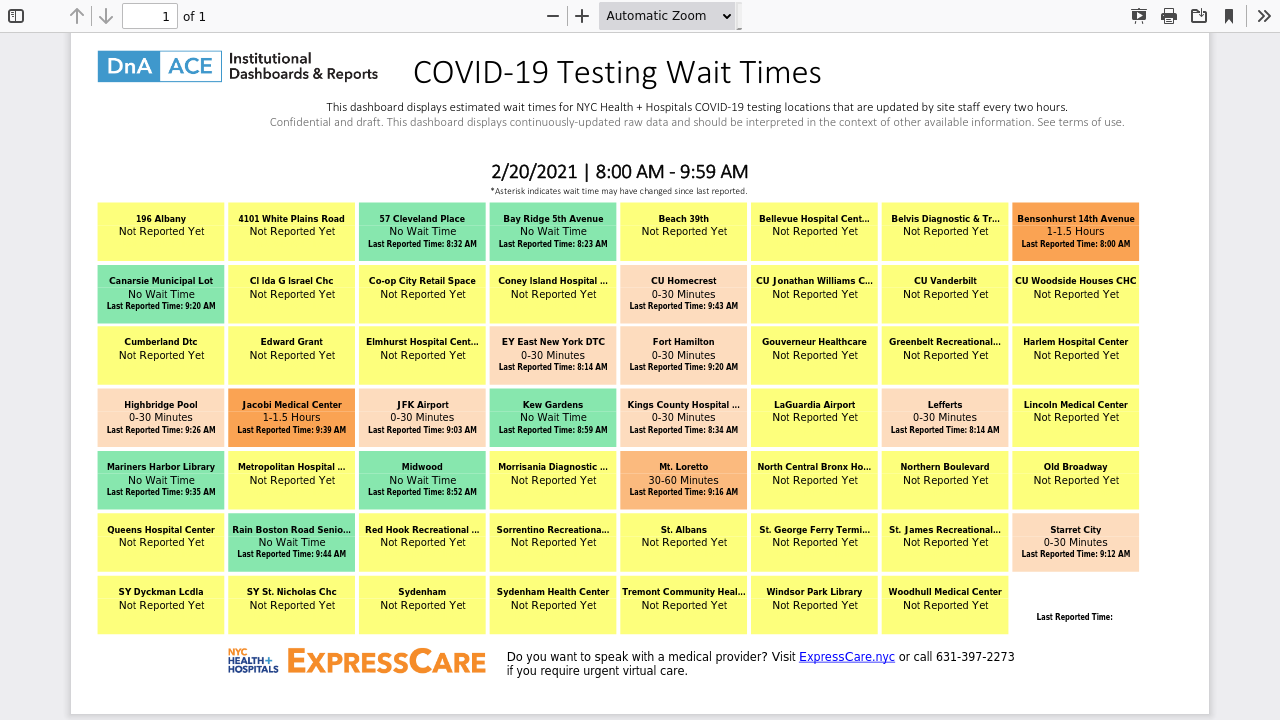 1 of 1 Automatic Zoom
DnA ACE Institutional
Dashboards & Reports
COVID-19 Testing Wait Times
This dashboard displays estimated wait times for NYC Health + Hospitals COVID-19 testing locations that are updated by site staff every two hours.
Confidential and draft. This dashboard displays continuously-updated raw data and should be interpreted in the context of other available information. See terms of use.
2/20/2021 | 8:00 AM - 9:59 AM
*Asterisk indicates wait time may have changed since last reported.
196 Albany
Not Reported Yet
4101 White Plains Road
Not Reported Yet
57 Cleveland Place
No Wait Time
Last Reported Time: 8:32 AM
Bay Ridge 5th Avenue
No Wait Time
Last Reported Time: 8:23 AM
Beach 39th
Not Reported Yet
Bellevue Hospital Cent...
Not Reported Yet
Belvis Diagnostic & Tr...
Not Reported Yet
Bensonhurst 14th Avenue
1-1.5 Hours
Last Reported Time: 8:00 AM
Canarsie Municipal Lot
No Wait Time
Last Reported Time: 9:20 AM
CI Ida G Israel Chc
Not Reported Yet
Co-op City Retail Space
Not Reported Yet
Coney Island Hospital ...
Not Reported Yet
CU Homecrest
0-30 Minutes
Last Reported Time: 9:43 AM
CU Jonathan Williams C...
Not Reported Yet
CU Vanderbilt
Not Reported Yet
CU Woodside Houses CHC
Not Reported Yet
Cumberland Dtc
Not Reported Yet
Edward Grant
Not Reported Yet
Elmhurst Hospital Cent...
Not Reported Yet
EY East New York DTC
0-30 Minutes
Last Reported Time: 8:14 AM
Fort Hamilton
0-30 Minutes
Last Reported Time: 9:20 AM
Gouverneur Healthcare
Not Reported Yet
Greenbelt Recreational...
Not Reported Yet
Harlem Hospital Center
Not Reported Yet
Highbridge Pool
0-30 Minutes
Last Reported Time: 9:26 AM
Jacobi Medical Center
1-1.5 Hours
Last Reported Time: 9:39 AM
JFK Airport
0-30 Minutes
Last Reported Time: 9:03 AM
Kew Gardens
No Wait Time
Last Reported Time: 8:59 AM
Kings County Hospital ...
0-30 Minutes
Last Reported Time: 8:34 AM
LaGuardia Airport
Not Reported Yet
Lefferts
0-30 Minutes
Last Reported Time: 8:14 AM
Lincoln Medical Center
Not Reported Yet
Mariners Harbor Library
No Wait Time
Last Reported Time: 9:35 AM
Metropolitan Hospital ...
Not Reported Yet
Midwood
No Wait Time
Last Reported Time: 8:52 AM
Morrisania Diagnostic ...
Not Reported Yet
Mt. Loretto
30-60 Minutes
Last Reported Time: 9:16 AM
North Central Bronx Ho...
Not Reported Yet
Northern Boulevard
Not Reported Yet
Old Broadway
Not Reported Yet
Queens Hospital Center
Not Reported Yet
Rain Boston Road Senio...
No Wait Time
Last Reported Time: 9:44 AM
Red Hook Recreational ...
Not Reported Yet
Sorrentino Recreationa...
Not Reported Yet
St. Albans
Not Reported Yet
St. George Ferry Termi...
Not Reported Yet
St. James Recreational...
Not Reported Yet
Starret City
0-30 Minutes
Last Reported Time: 9:12 AM
SY Dyckman Lcdla
Not Reported Yet
SY St. Nicholas Chc
Not Reported Yet
Sydenham
Not Reported Yet
Sydenham Health Center
Not Reported Yet
Tremont Community Heal...
Not Reported Yet
Windsor Park Library
Not Reported Yet
Woodhull Medical Center
Not Reported Yet
Last Reported Time:
NYC
HEALTH+
HOSPITALS
EXPRESSCARE
Do you want to speak with a medical provider? Visit ExpressCare.nyc or call 631-397-2273
if you require urgent virtual care.